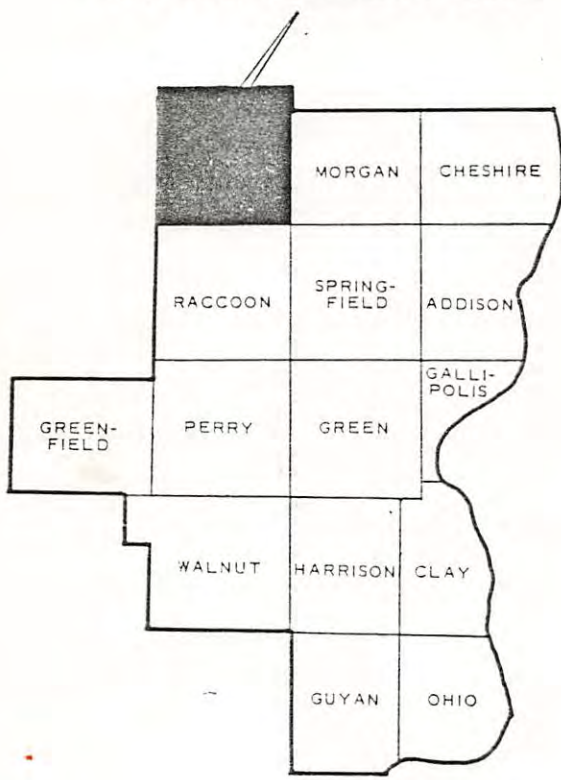 MORGAN
CHESHIRE
RACCOON
SPRING-
FIELD
ADDISON
GALLI-
POLIS
GREEN-
FIELD
PERRY
GREEN
WALNUT
HARRISON
CLAY
GUYAN
OHIO